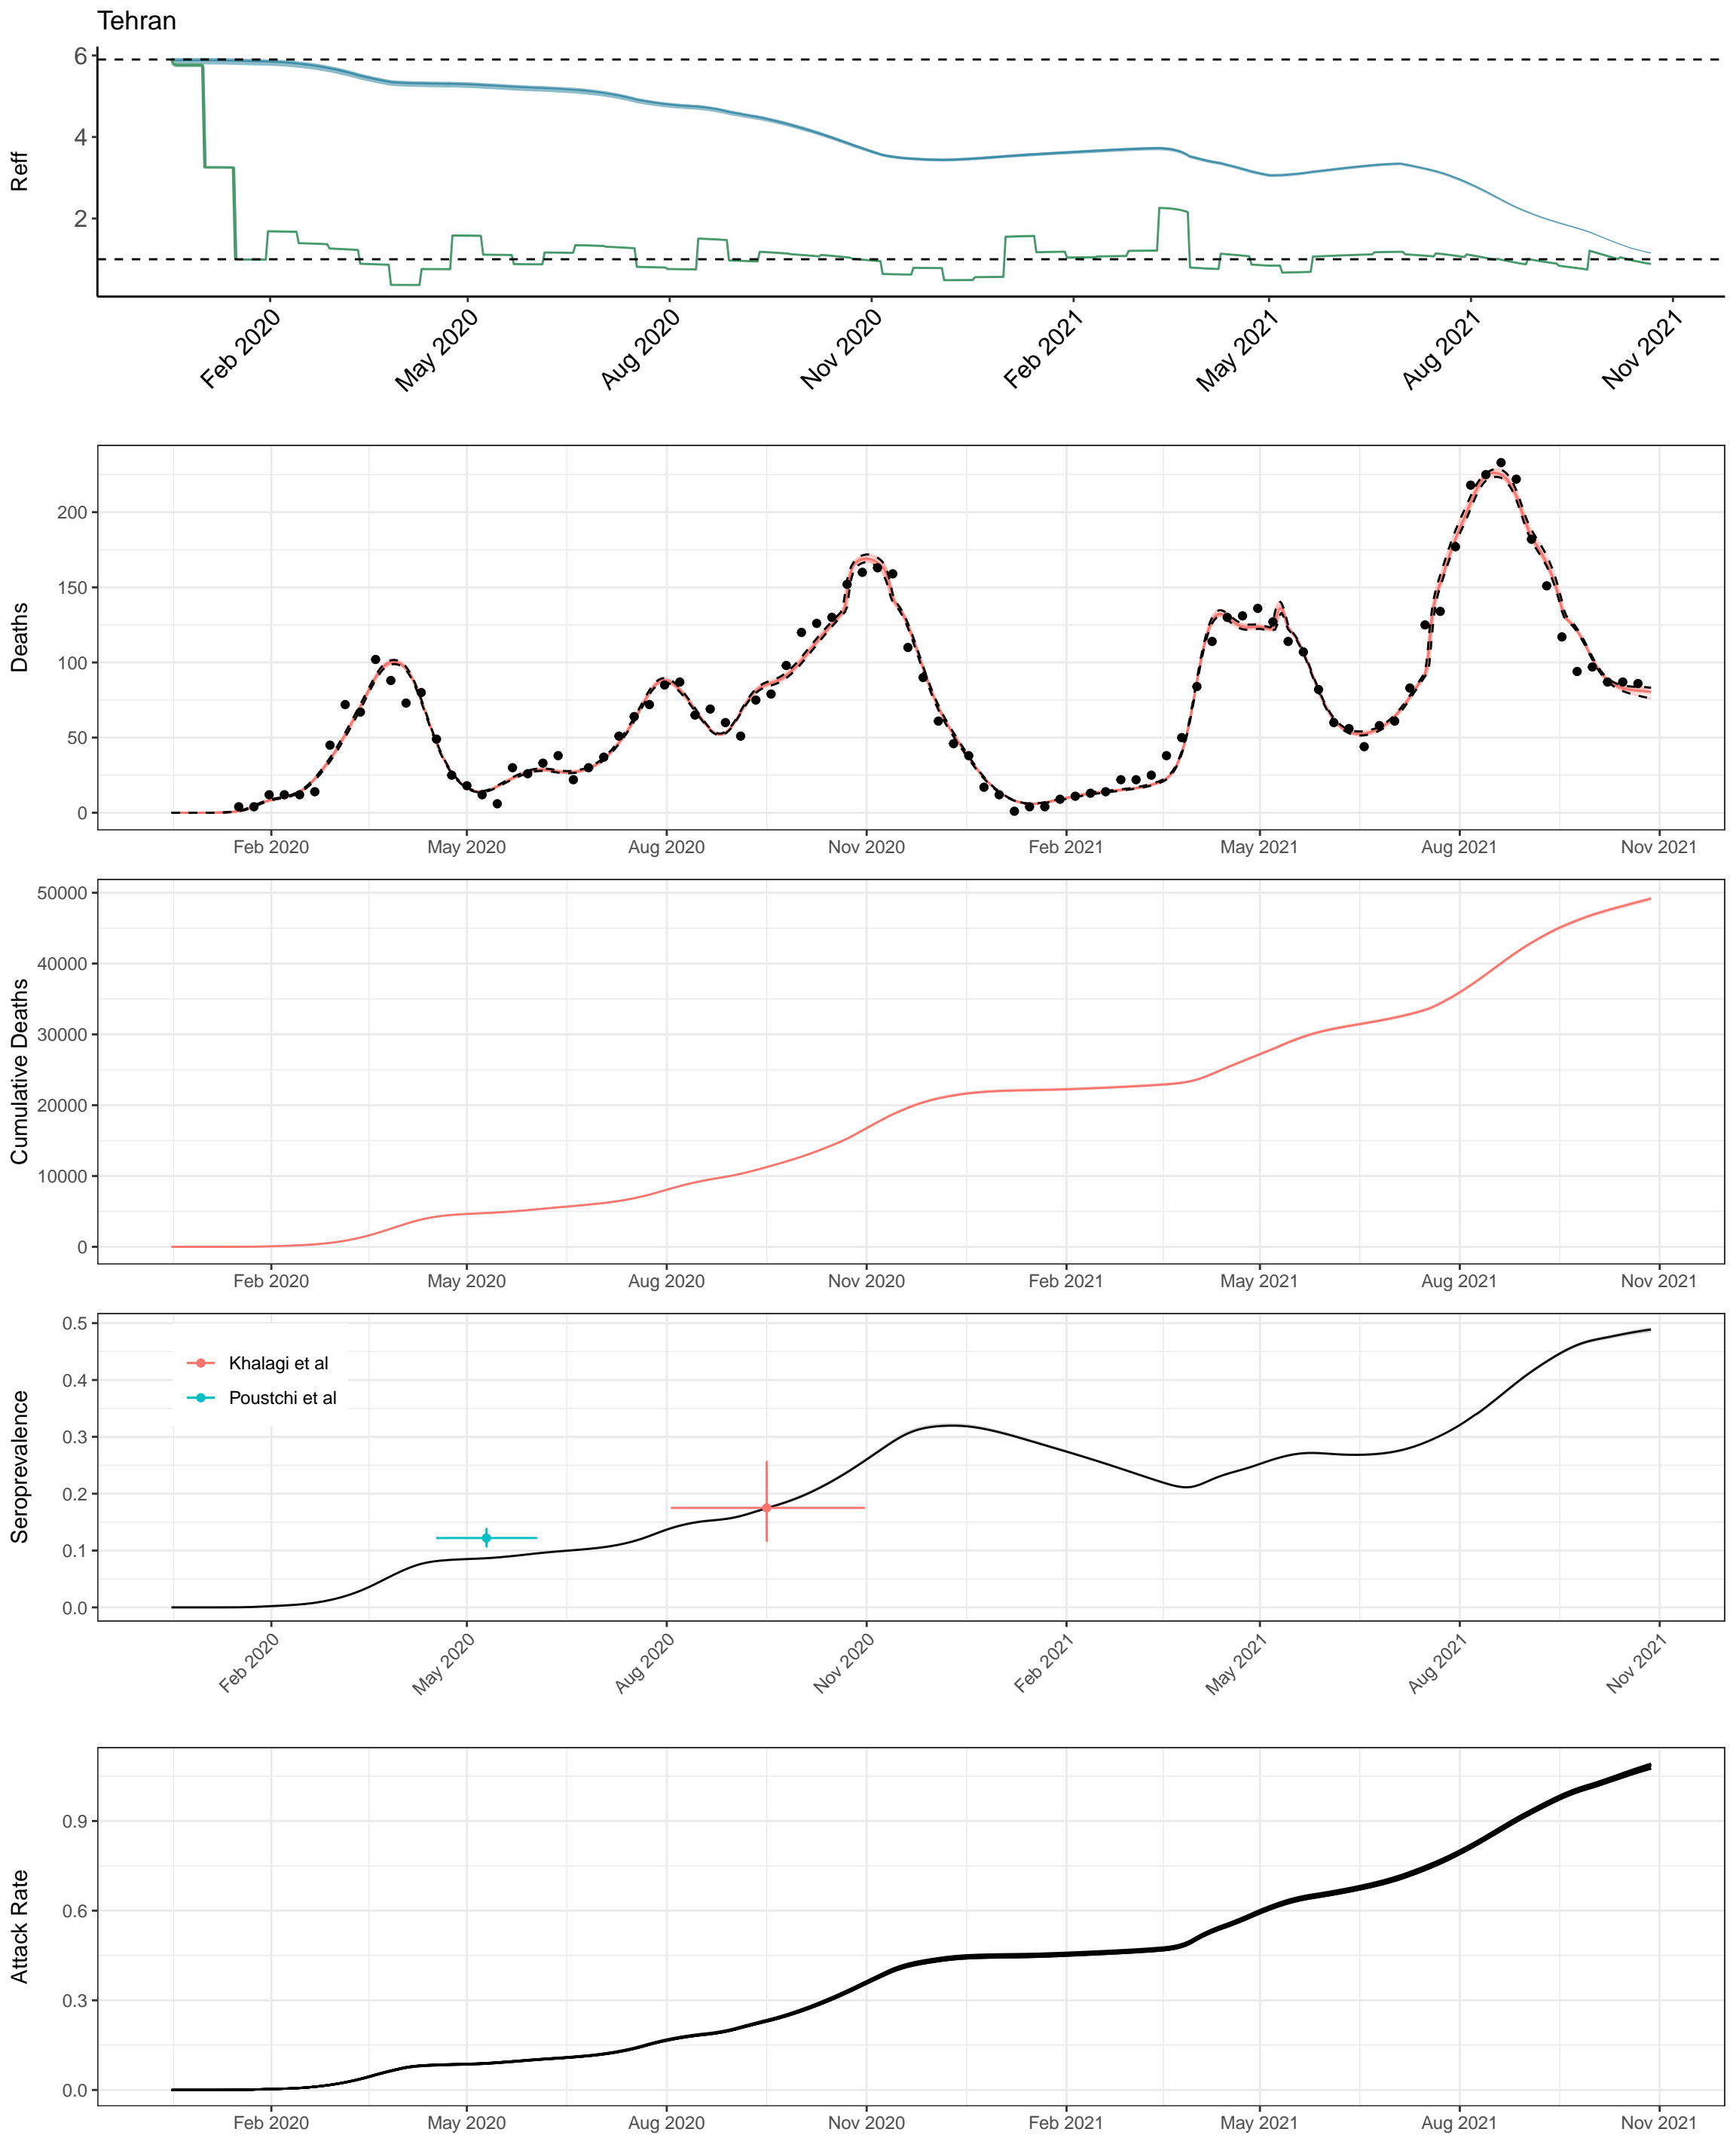 Tehran
Reff
6
4
2
Feb 2020
May 2020
Aug 2020
Nov 2020
Feb 2021
May 2021
Aug 2021
Nov 2021
Deaths
200
150
100
50
0
Feb 2020
May 2020
Aug 2020
Nov 2020
Feb 2021
May 2021
Aug 2021
Nov 2021
Cumulative Deaths
50000
40000
30000
20000
10000
0
Feb 2020
May 2020
Aug 2020
Nov 2020
Feb 2021
May 2021
Aug 2021
Nov 2021
Seroprevalence
0.5
0.4
0.3
0.2
0.1
0.0
Khalagi et al
Poustchi et al
Feb 2020
May 2020
Aug 2020
Nov 2020
Feb 2021
May 2021
Aug 2021
Nov 2021
Attack Rate
0.9
0.6
0.3
0.0
Feb 2020
May 2020
Aug 2020
Nov 2020
Feb 2021
May 2021
Aug 2021
Nov 2021